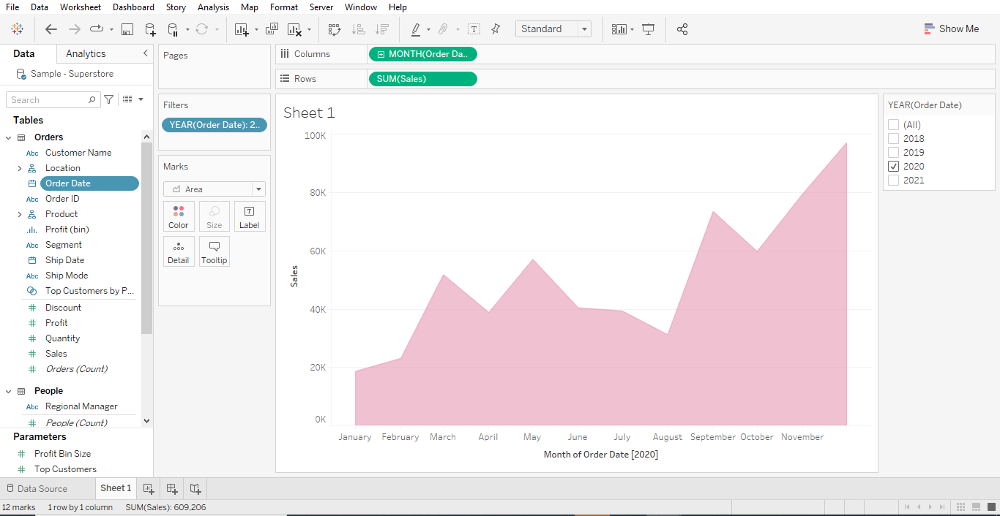 File Data Worksheet Dashboard Story Analysis Map Format Server Window Help
Standard
Show Me
Data Analytics
Sample - Superstore
Search
Tables
Orders
Abc Customer Name
Location
Order Date
Abc Order ID
Product
Profit (bin)
Abc Segment
Ship Date
Abc Ship Mode
Top Customers by P...
Discount
Profit
Quantity
Sales
Orders (Count)
People
Abc Regional Manager
People (Count)
Parameters
Profit Bin Size
Top Customers
Pages
Filters
YEAR(Order Date): 2..
Marks
Area
Color Size Label
Detail Tooltip
Columns MONTH(Order Da..
Rows SUM(Sales)
Sheet 1
100K
80K
60K
40K
20K
0K
Sales
January February March April May June July August September October November
Month of Order Date [2020]
YEAR(Order Date)
(All)
2018
2019
2020
2021
Data Source Sheet 1
12 marks 1 row by 1 column SUM(Sales): 609,206